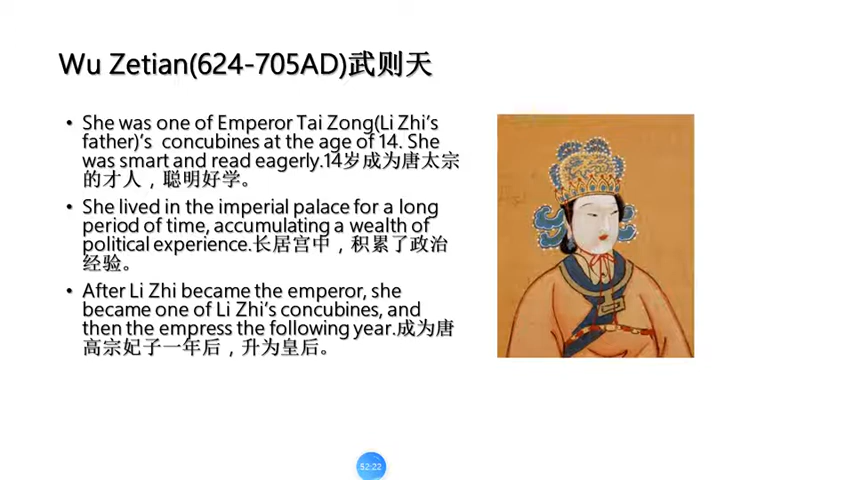 Wu Zetian(624-705AD)武则天
• She was one of Emperor Tai Zong(Li Zhi's
father)'s concubines at the age of 14. She
was smart and read eagerly.14岁成为唐太宗
的才人，聪明好学。
• She lived in the imperial palace for a long
period of time, accumulating a wealth of
political experience.长居宫中，积累了政治
经验。
• After Li Zhi became the emperor, she
became one of Li Zhi's concubines, and
then the empress the following year.成为唐
高宗妃子一年后，升为皇后。
52:22